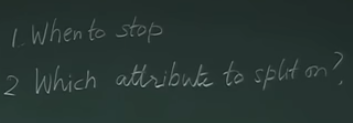 1. When to stop
2 Which attribute to split on?